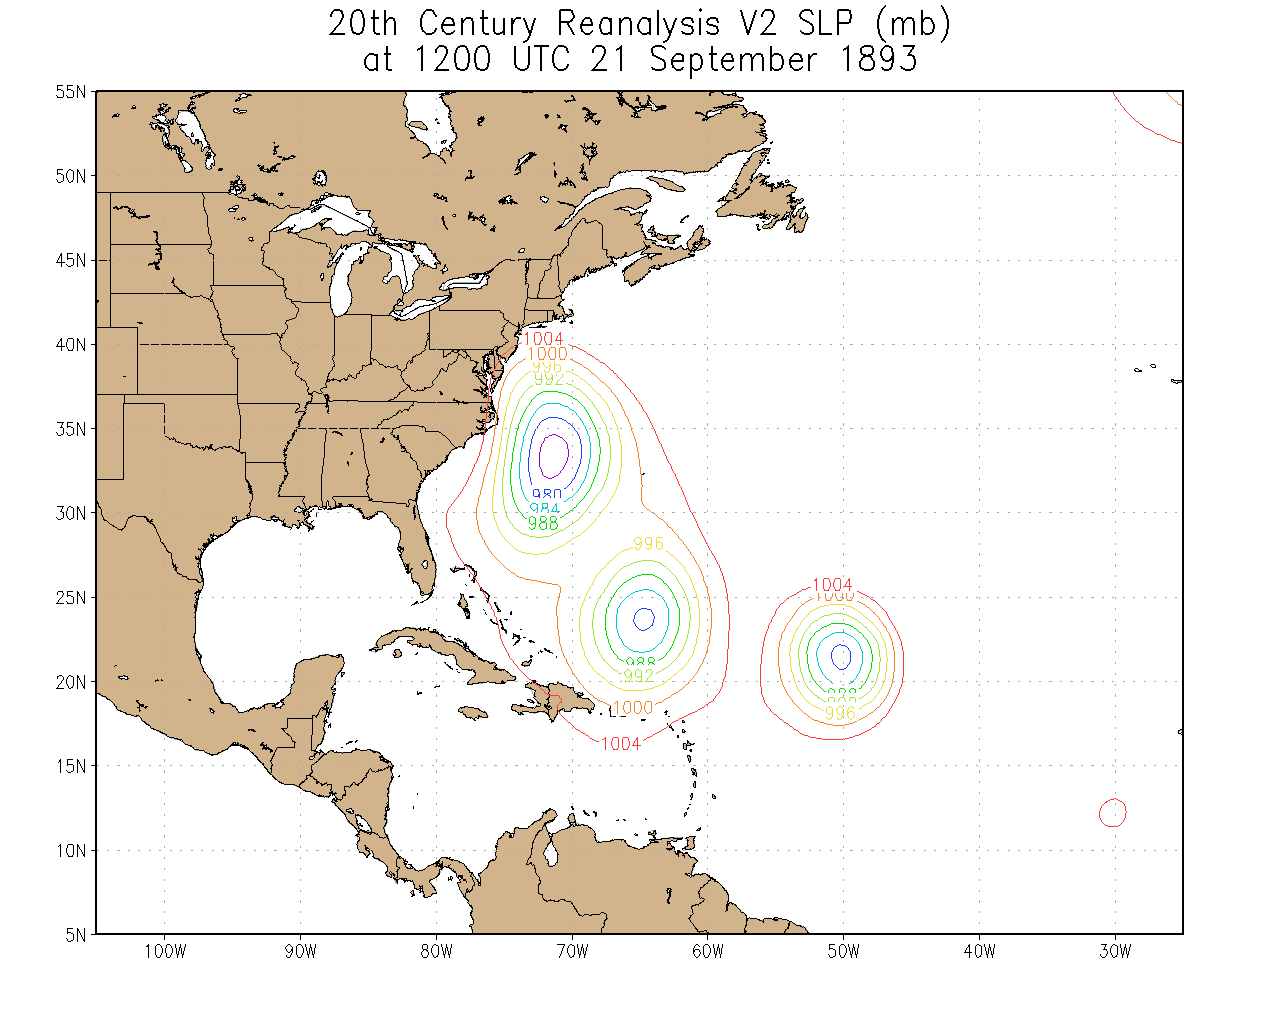 20th Century Reanalysis V2 SLP (mb)
at 1200 UTC 21 September 1893
55N
50N
45N
40N
35N
30N
25N
20N
15N
10N
5N
1004
1000
996
992
980
984
988
996
1004
1000
988
992
1000
996
1004
100W
90W
80W
70W
60W
50W
40W
30W